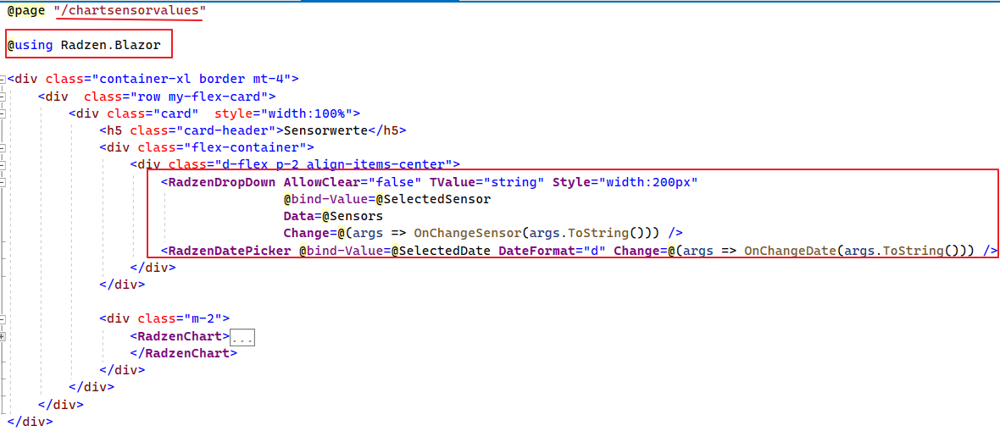 @page "/chartsensorvalues"
@using Radzen.Blazor
<div class="container-xl border mt-4">
<div  class="row my-flex-card">
<div class="card"  style="width:100%">
<h5 class="card-header">Sensorwerte</h5>
<div class="flex-container">
<div class="d-flex p-2 align-items-center">
<RadzenDropDown AllowClear="false" TValue="string" Style="width:200px"
@bind-Value=@SelectedSensor
Data=@Sensors
Change=@(args => OnChangeSensor(args.ToString())) />
<RadzenDatePicker @bind-Value=@SelectedDate DateFormat="d" Change=@(args => OnChangeDate(args.ToString())) />
</div>
</div>
<div class="m-2">
<RadzenChart>...
</RadzenChart>
</div>
</div>
</div>
</div>